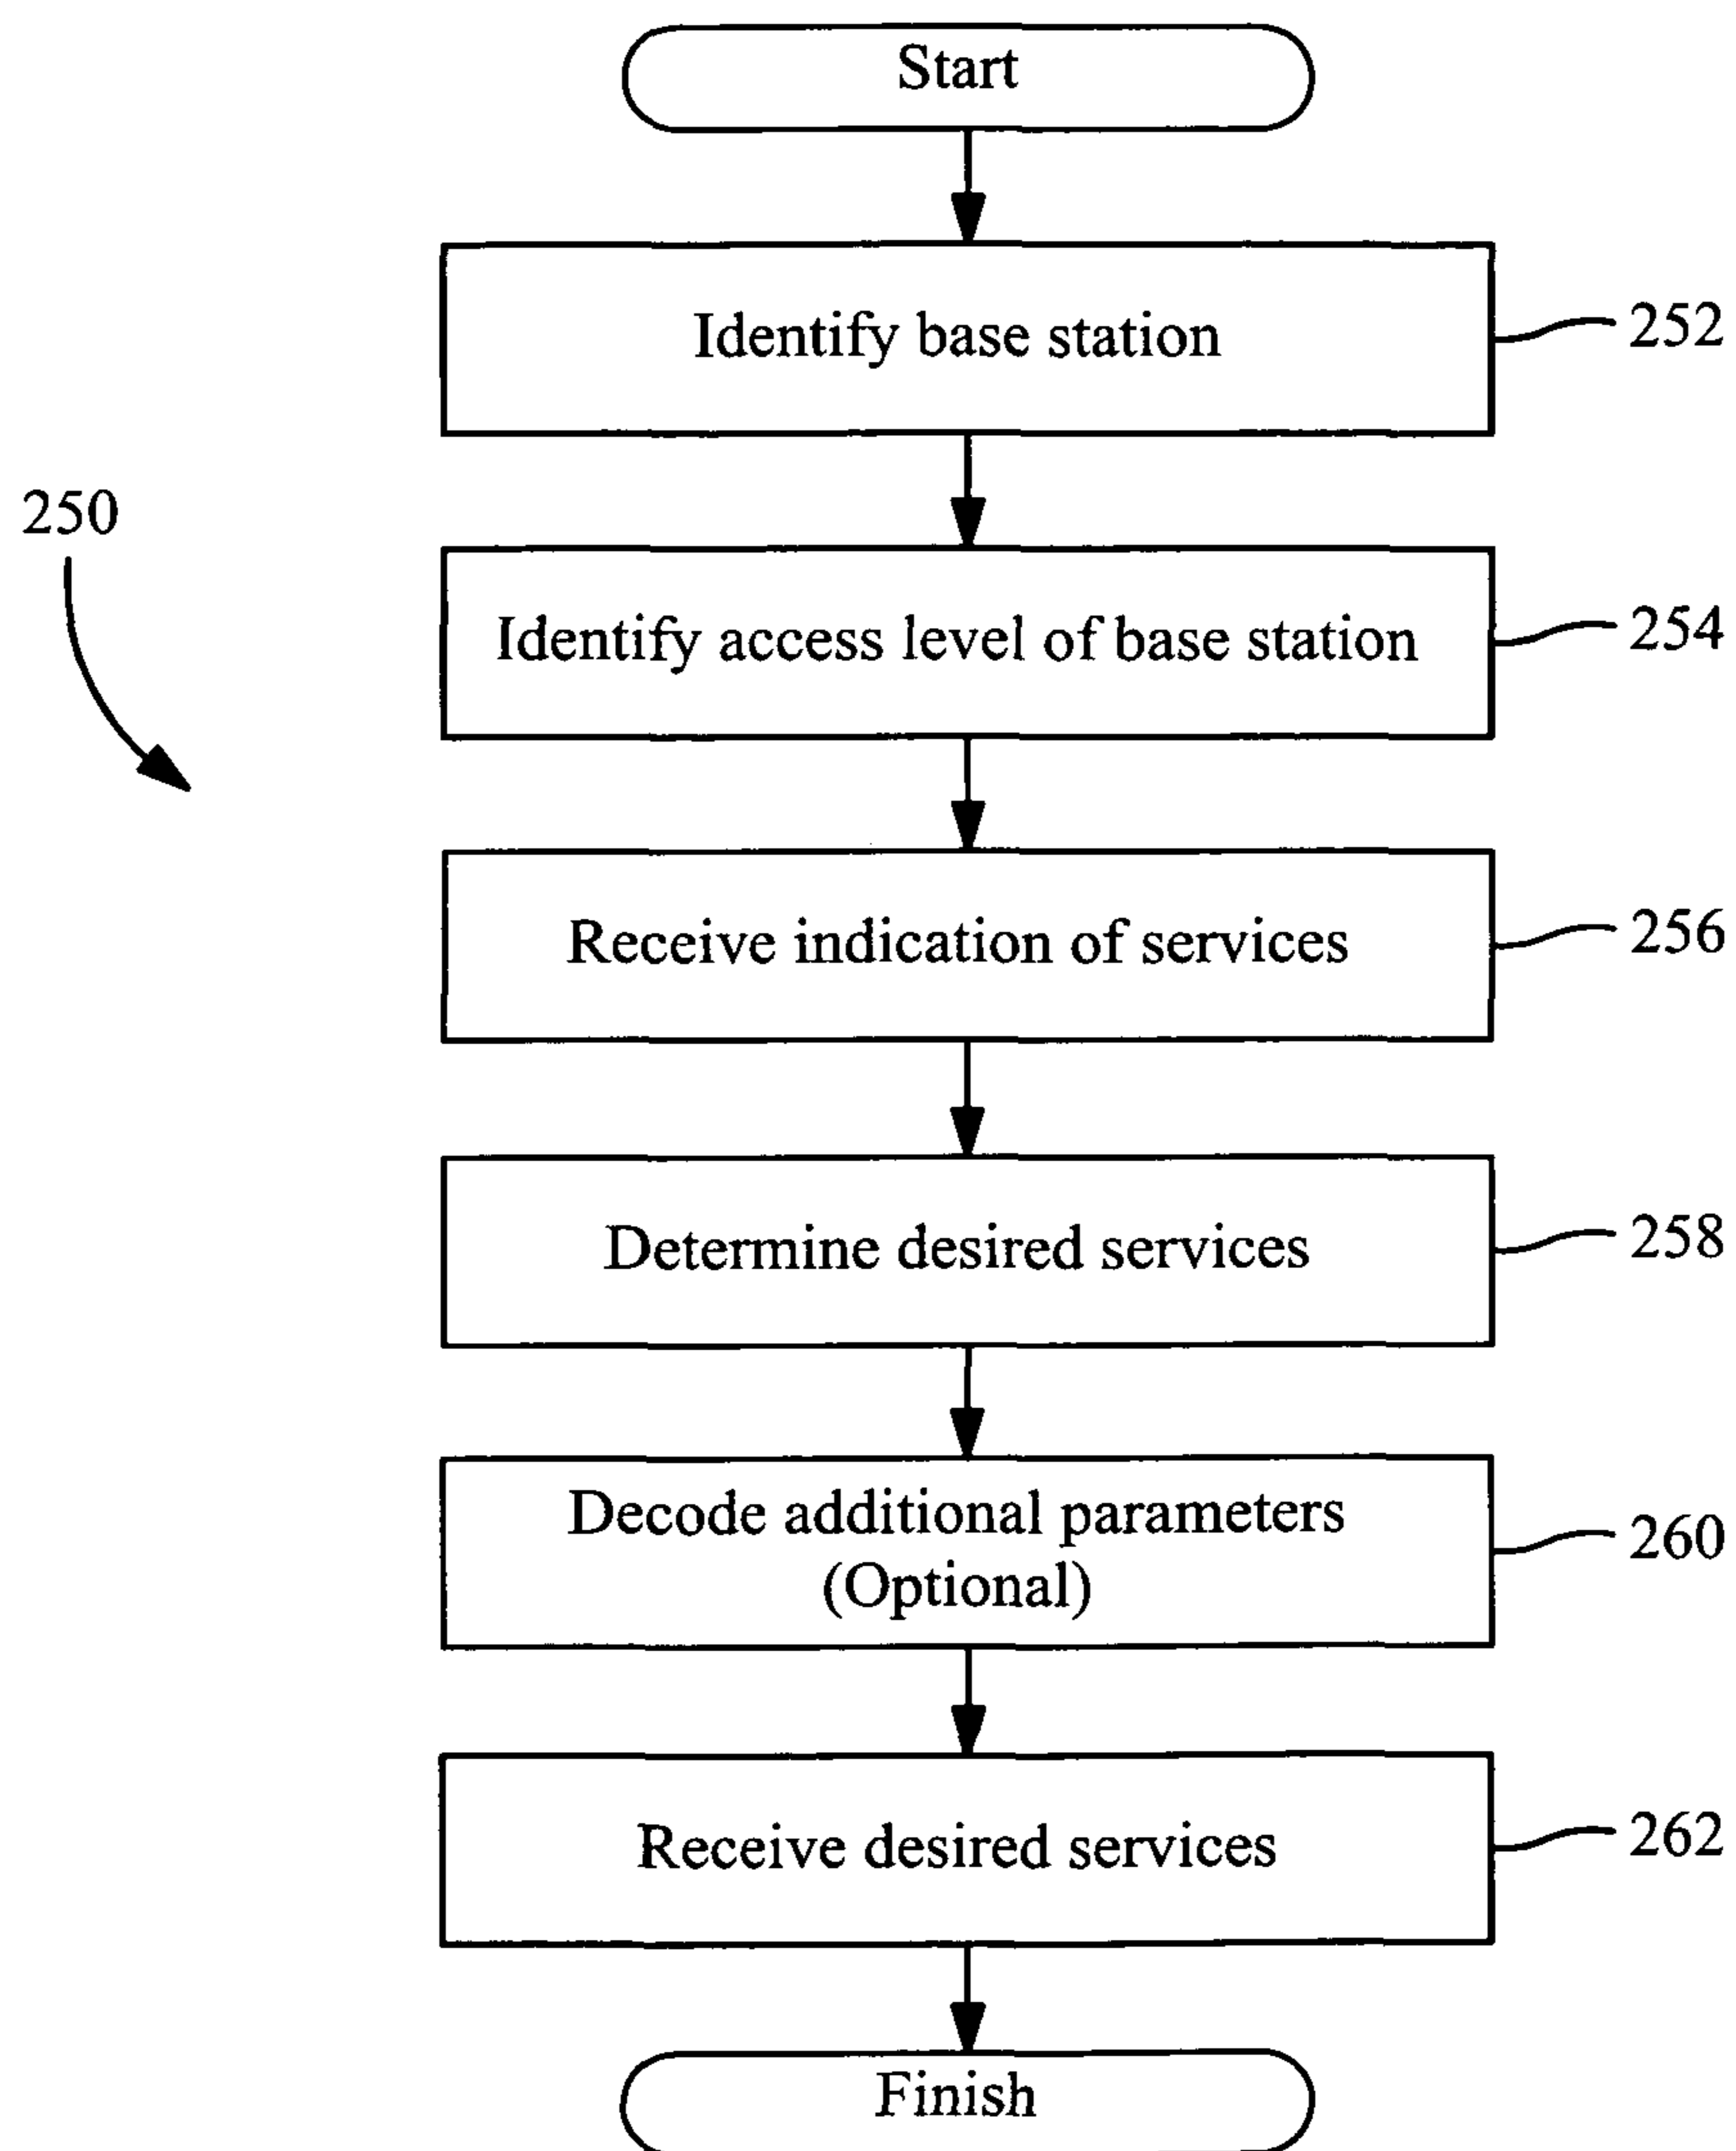 Start
Identify base station
252
250
Identify access level of base station
254
Receive indication of services
256
Determine desired services
258
Decode additional parameters
(Optional)
260
Receive desired services
262
Finish